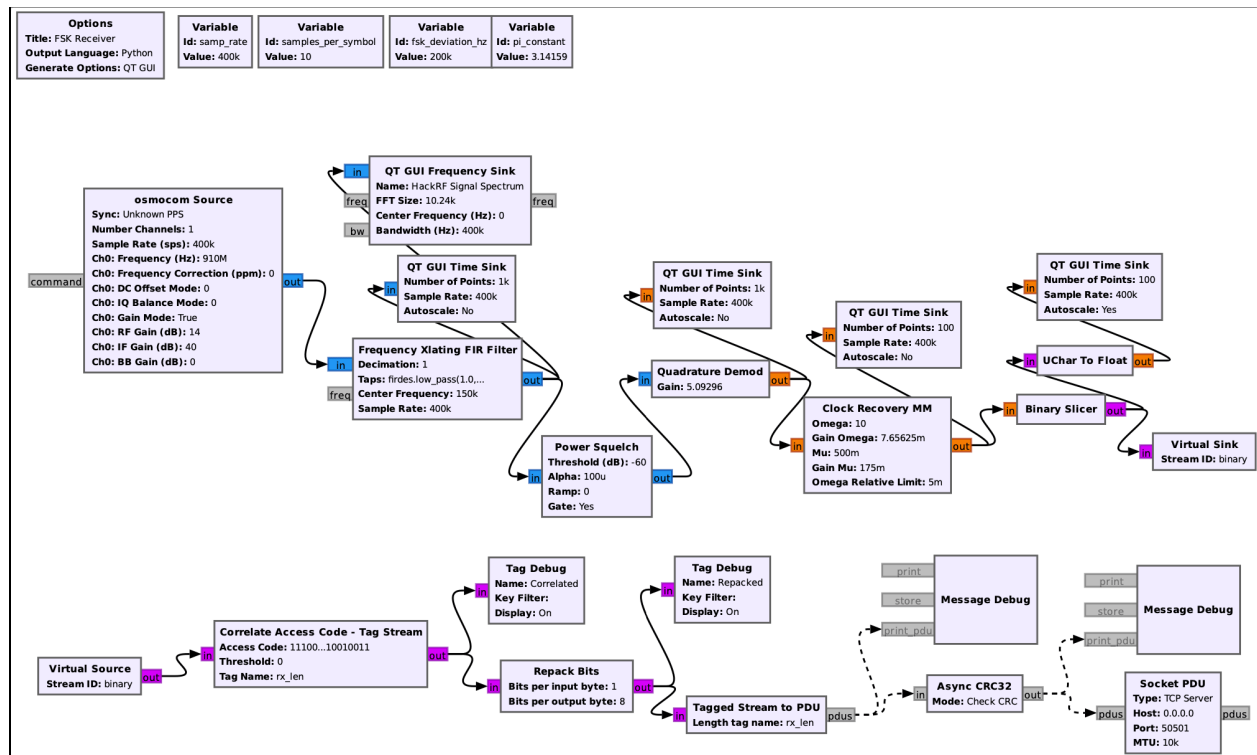 Options
Title: FSK Receiver
Output Language: Python
Generate Options: QT GUI
Variable
Id: samp_rate
Value: 400k
Variable
Id: samples_per_symbol
Value: 10
Variable
Id: fsk_deviation_hz
Value: 200k
Variable
Id: pi_constant
Value: 3.14159
osmocom Source
Sync: Unknown PPS
Number Channels: 1
Sample Rate (sps): 400k
Ch0: Frequency (Hz): 910M
Ch0: Frequency Correction (ppm): 0
Ch0: DC Offset Mode: 0
Ch0: IQ Balance Mode: 0
Ch0: Gain Mode: True
Ch0: RF Gain (dB): 14
Ch0: IF Gain (dB): 40
Ch0: BB Gain (dB): 0
command
out
in
freq
bw
QT GUI Frequency Sink
Name: HackRF Signal Spectrum
FFT Size: 10.24k
Center Frequency (Hz): 0
Bandwidth (Hz): 400k
freq
in
QT GUI Time Sink
Number of Points: 1k
Sample Rate: 400k
Autoscale: No
in
freq
Frequency Xlating FIR Filter
Decimation: 1
Taps: firdes.low_pass(1.0,...
Center Frequency: 150k
Sample Rate: 400k
out
in
Power Squelch
Threshold (dB): -60
Alpha: 100u
Ramp: 0
Gate: Yes
out
in
QT GUI Time Sink
Number of Points: 1k
Sample Rate: 400k
Autoscale: No
in
Quadrature Demod
Gain: 5.09296
out
in
QT GUI Time Sink
Number of Points: 100
Sample Rate: 400k
Autoscale: No
in
Clock Recovery MM
Omega: 10
Gain Omega: 7.65625m
Mu: 500m
Gain Mu: 175m
Omega Relative Limit: 5m
out
in
QT GUI Time Sink
Number of Points: 100
Sample Rate: 400k
Autoscale: Yes
in
UChar To Float
out
in
Binary Slicer
out
in
Virtual Sink
Stream ID: binary
Virtual Source
Stream ID: binary
out
in
Correlate Access Code - Tag Stream
Access Code: 11100...10010011
Threshold: 0
Tag Name: rx_len
out
in
Tag Debug
Name: Correlated
Key Filter:
Display: On
in
Repack Bits
Bits per input byte: 1
Bits per output byte: 8
out
in
Tag Debug
Name: Repacked
Key Filter:
Display: On
in
Tagged Stream to PDU
Length tag name: rx_len
pdus
print
store
print_pdu
Message Debug
in
Async CRC32
Mode: Check CRC
out
print
store
print_pdu
Message Debug
pdus
Socket PDU
Type: TCP Server
Host: 0.0.0.0
Port: 50501
MTU: 10k
pdus